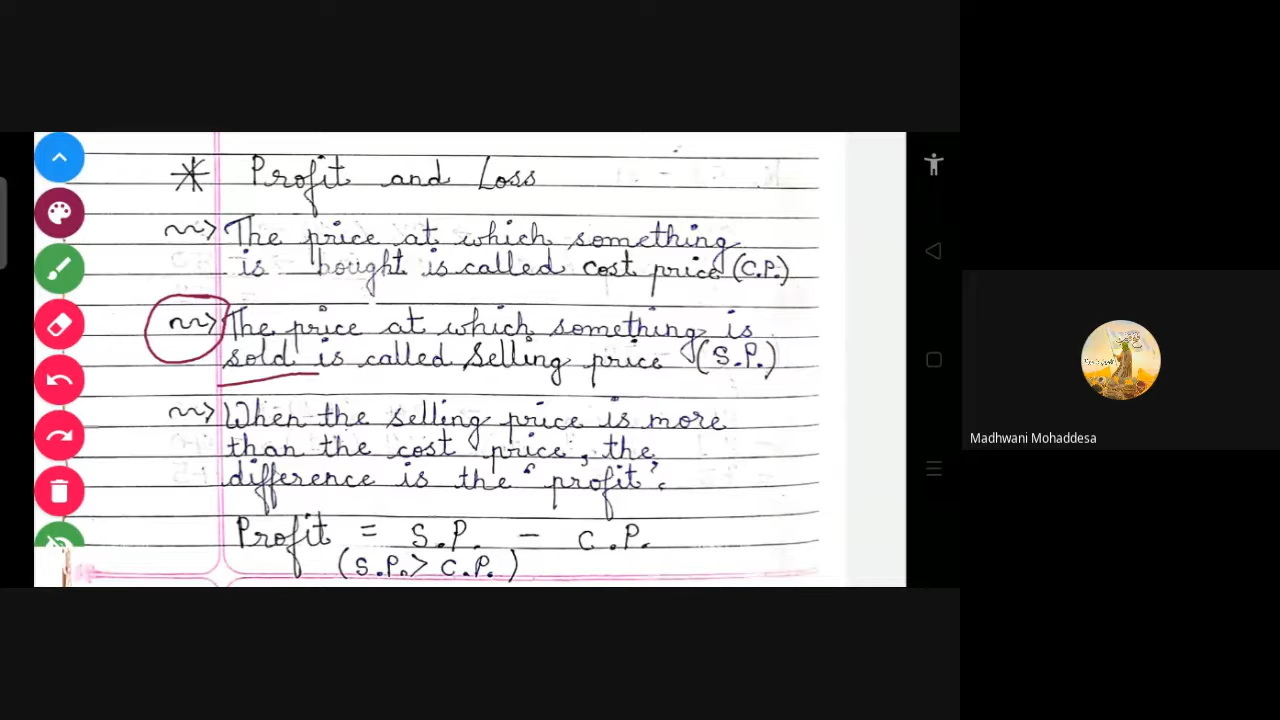 * Profit and Loss
The price at which something
is bought is called cost price (C.P.)
The price at which something is
sold is called Selling price (S.P.)
When the selling price is more
than the cost price, the
difference is the "profit".
Profit = S.P. - C.P.
(S.P. > C.P.)
Madhwani Mohaddesa